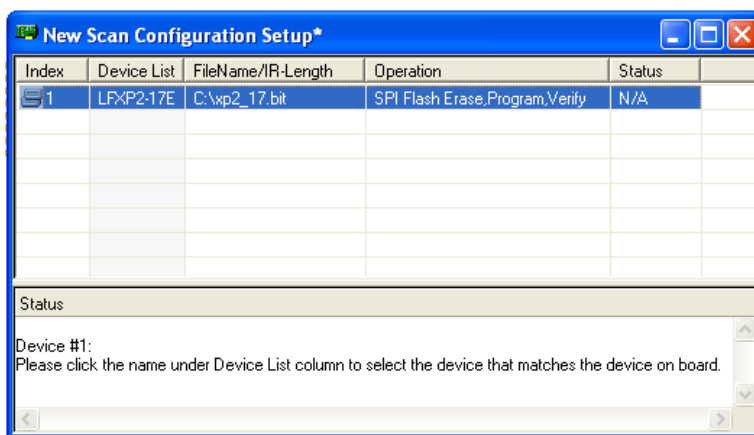 New Scan Configuration Setup*
Index Device List FileName/IR-Length Operation Status
1 LFXP2-17E C:\xp2_17.bit SPI Flash Erase,Program,Verify N/A
Status
Device #1:
Please click the name under Device List column to select the device that matches the device on board.